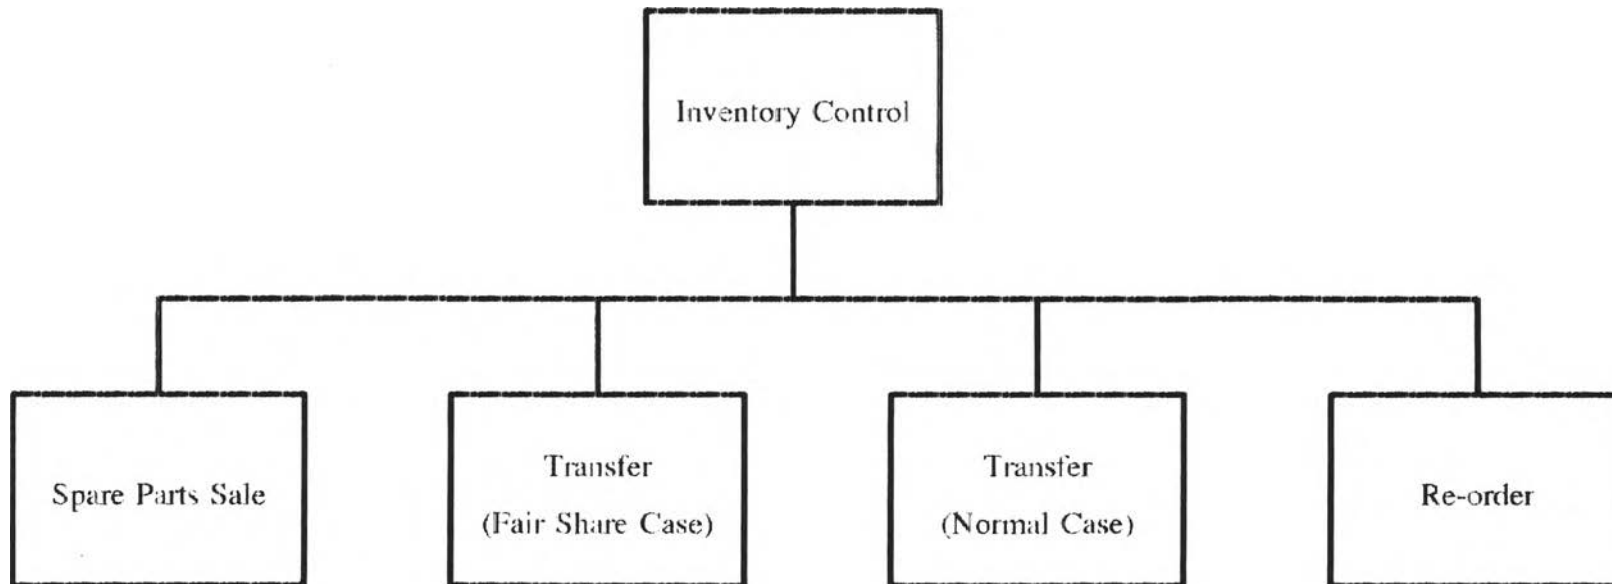 Inventory Control
Spare Parts Sale
Transfer
(Fair Share Case)
Transfer
(Normal Case)
Re-order